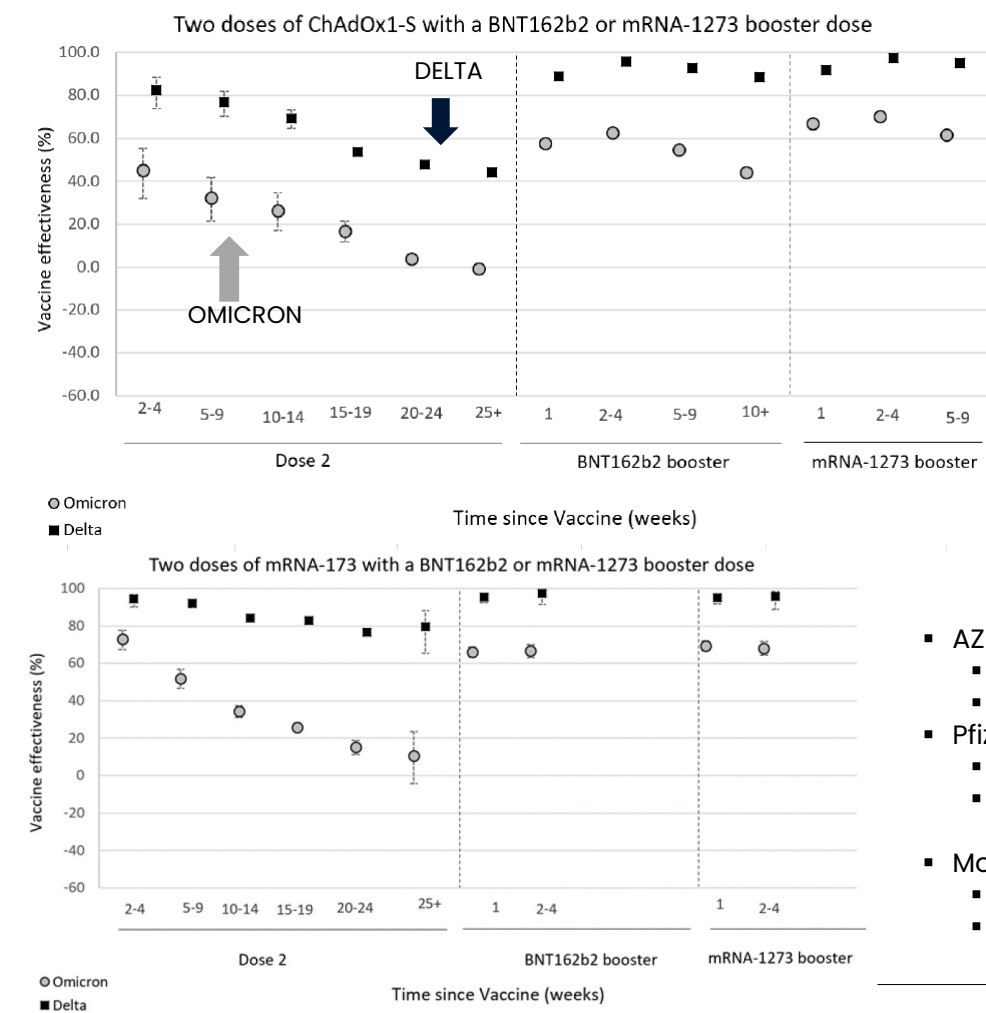 Two doses of ChAdOx1-S with a BNT162b2 or mRNA-1273 booster dose
Vaccine effectiveness (%)
100.0
80.0
60.0
40.0
20.0
0.0
-20.0
-40.0
-60.0
DELTA
OMICRON
2-4 5-9 10-14 15-19 20-24 25+ 1 2-4 5-9 10+ 1 2-4 5-9
Dose 2 BNT162b2 booster mRNA-1273 booster
Omicron
Delta
Time since Vaccine (weeks)
Two doses of mRNA-173 with a BNT162b2 or mRNA-1273 booster dose
Vaccine effectiveness (%)
100
80
60
40
20
0
-20
-40
-60
2-4 5-9 10-14 15-19 20-24 25+ 1 2-4 1 2-4
Dose 2 BNT162b2 booster mRNA-1273 booster
Omicron
Delta
Time since Vaccine (weeks)
AZ